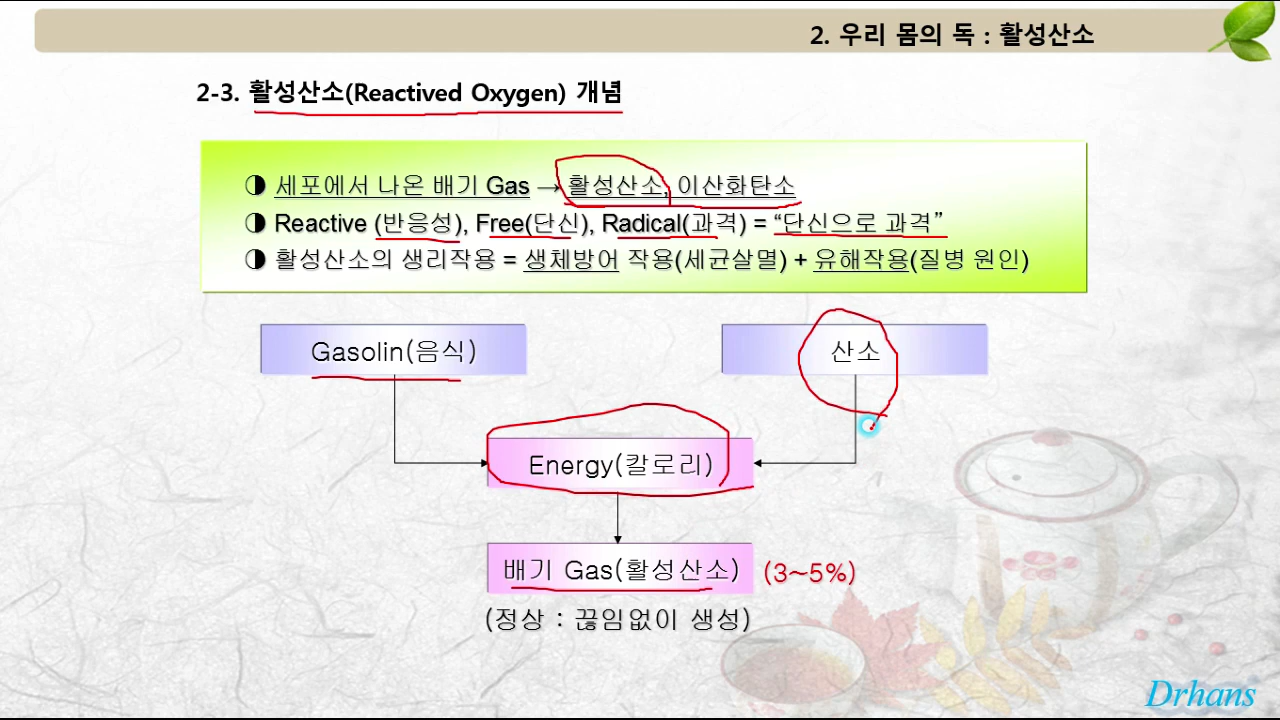 2. 우리 몸의 독 : 활성산소
2-3. 활성산소(Reactived Oxygen) 개념
◑ 세포에서 나온 배기 Gas → 활성산소, 이산화탄소
◑ Reactive (반응성), Free(단신), Radical(과격) = “단신으로 과격”
◑ 활성산소의 생리작용 = 생체방어 작용(세균살멸) + 유해작용(질병 원인)
Gasolin(음식)
산소
Energy(칼로리)
배기 Gas(활성산소) (3~5%)
(정상 : 끊임없이 생성)
Drhans